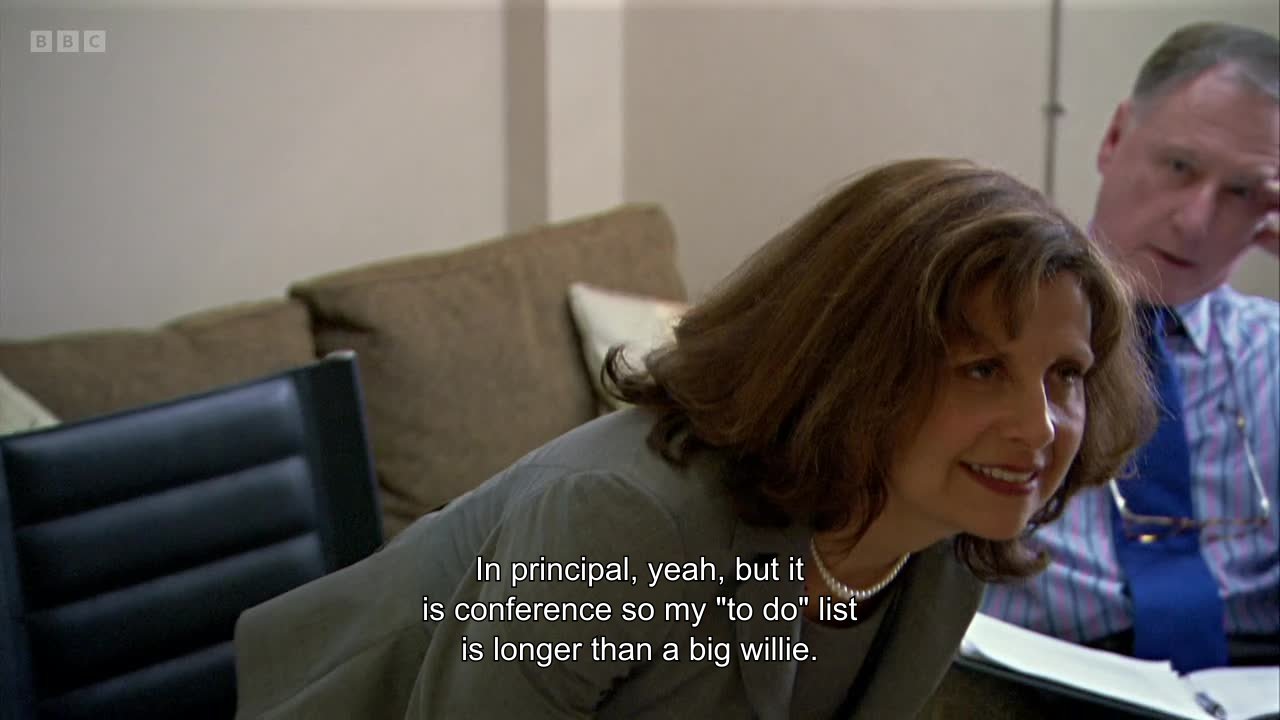 BBC
In principal, yeah, but it
is conference so my "to do" list
is longer than a big willie.